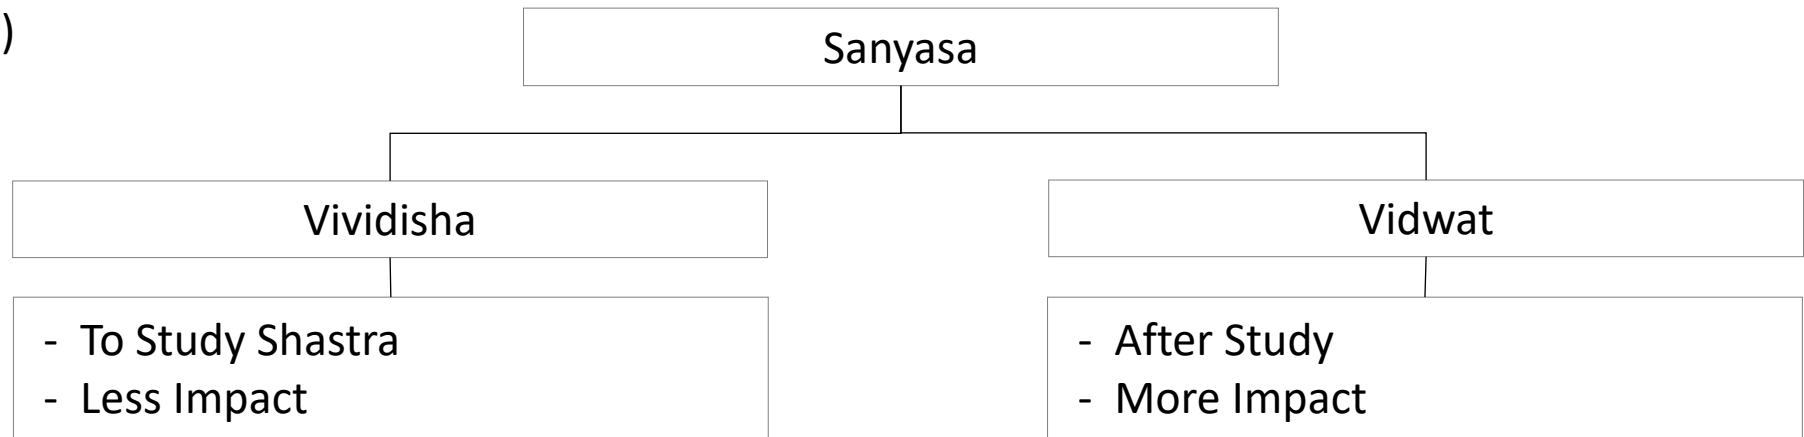 )
Sanyasa
Vividisha
Vidwat
- To Study Shastra
- Less Impact
- After Study
- More Impact